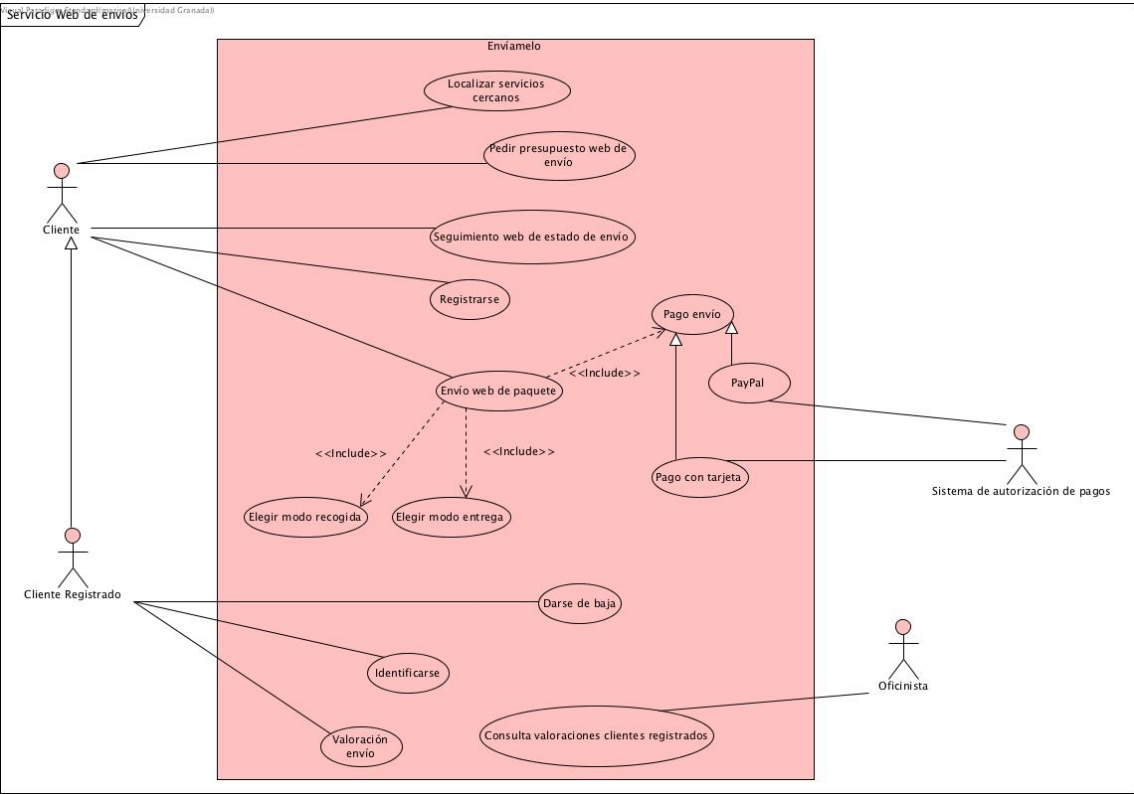 Servicio Web de envíos
Envíamelo
Localizar servicios
cercanos
Pedir presupuesto web de
envío
Cliente
Seguimiento web de estado de envío
Registrarse
Pago envío
<<Include>>
PayPal
Envío web de paquete
<<Include>>
<<Include>>
Pago con tarjeta
Sistema de autorización de pagos
Elegir modo recogida
Elegir modo entrega
Cliente Registrado
Darse de baja
Identificarse
Oficinista
Valoración
envío
Consulta valoraciones clientes registrados